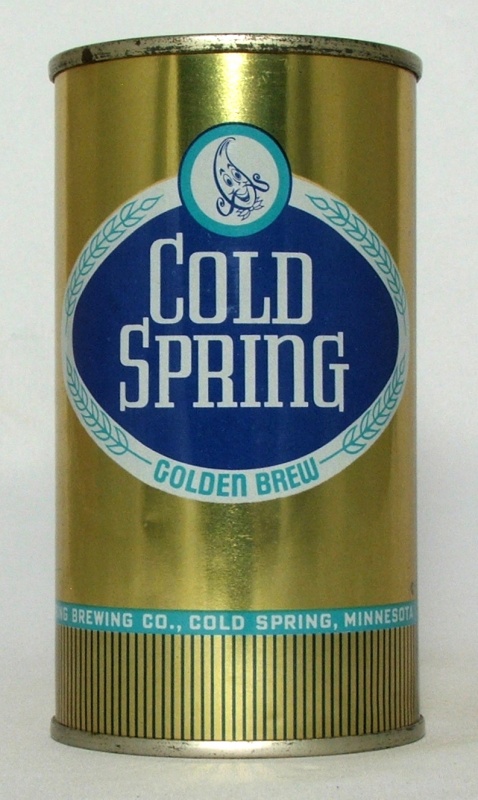 COLD
SPRING
GOLDEN BREW
BREWING CO., COLD SPRING, MINNESOTA